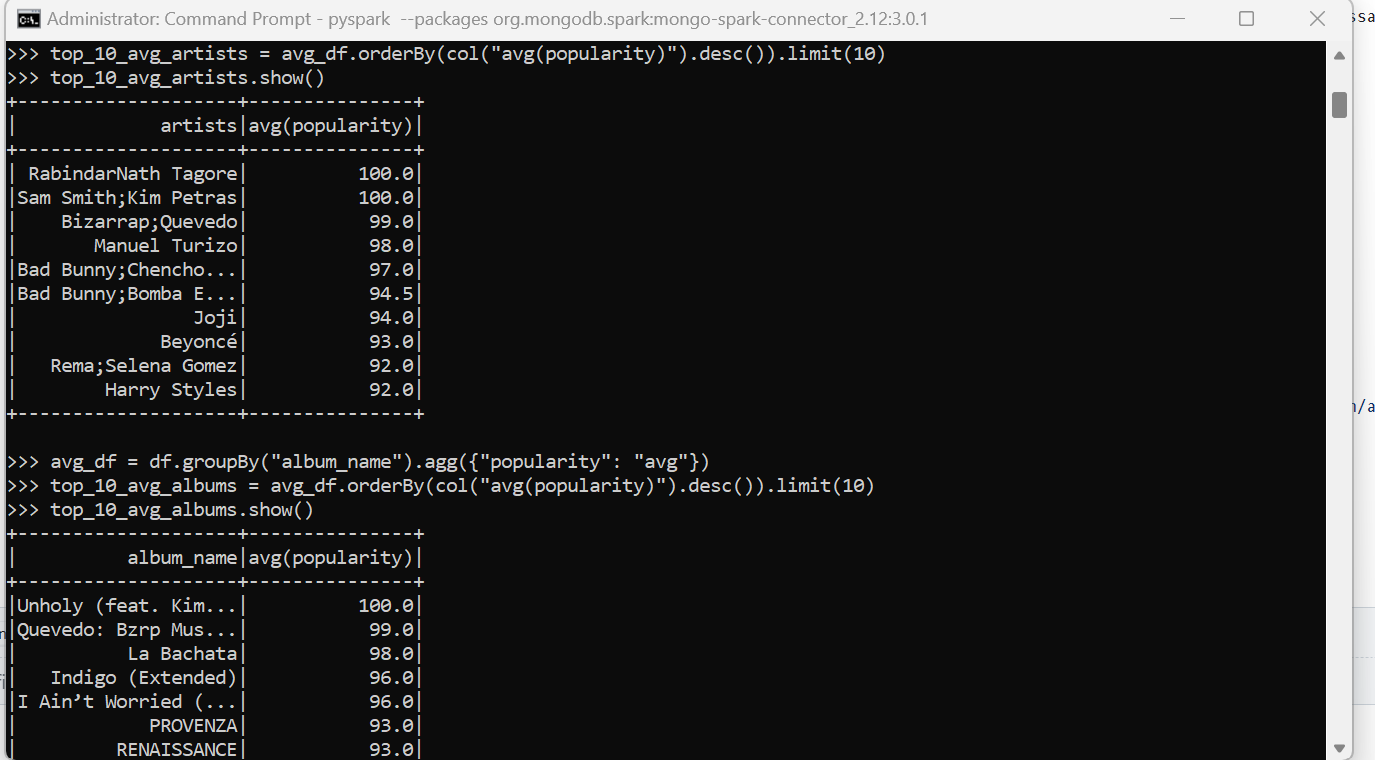 Administrator: Command Prompt - pyspark  --packages org.mongodb.spark:mongo-spark-connector_2.12:3.0.1
>>> top_10_avg_artists = avg_df.orderBy(col("avg(popularity)").desc()).limit(10)
>>> top_10_avg_artists.show()
+--------------------+---------------+
|             artists|avg(popularity)|
+--------------------+---------------+
| RabindarNath Tagore|          100.0|
|Sam Smith;Kim Petras|          100.0|
|    Bizarrap;Quevedo|           99.0|
|       Manuel Turizo|           98.0|
|Bad Bunny;Chencho...|           97.0|
|Bad Bunny;Bomba E...|           94.5|
|                Joji|           94.0|
|             Beyoncé|           93.0|
|   Rema;Selena Gomez|           92.0|
|        Harry Styles|           92.0|
+--------------------+---------------+
>>> avg_df = df.groupBy("album_name").agg({"popularity": "avg"})
>>> top_10_avg_albums = avg_df.orderBy(col("avg(popularity)").desc()).limit(10)
>>> top_10_avg_albums.show()
+--------------------+---------------+
|          album_name|avg(popularity)|
+--------------------+---------------+
|Unholy (feat. Kim...|          100.0|
|Quevedo: Bzrp Mus...|           99.0|
|          La Bachata|           98.0|
|   Indigo (Extended)|           96.0|
|I Ain’t Worried (...|           96.0|
|            PROVENZA|           93.0|
|         RENAISSANCE|           93.0|